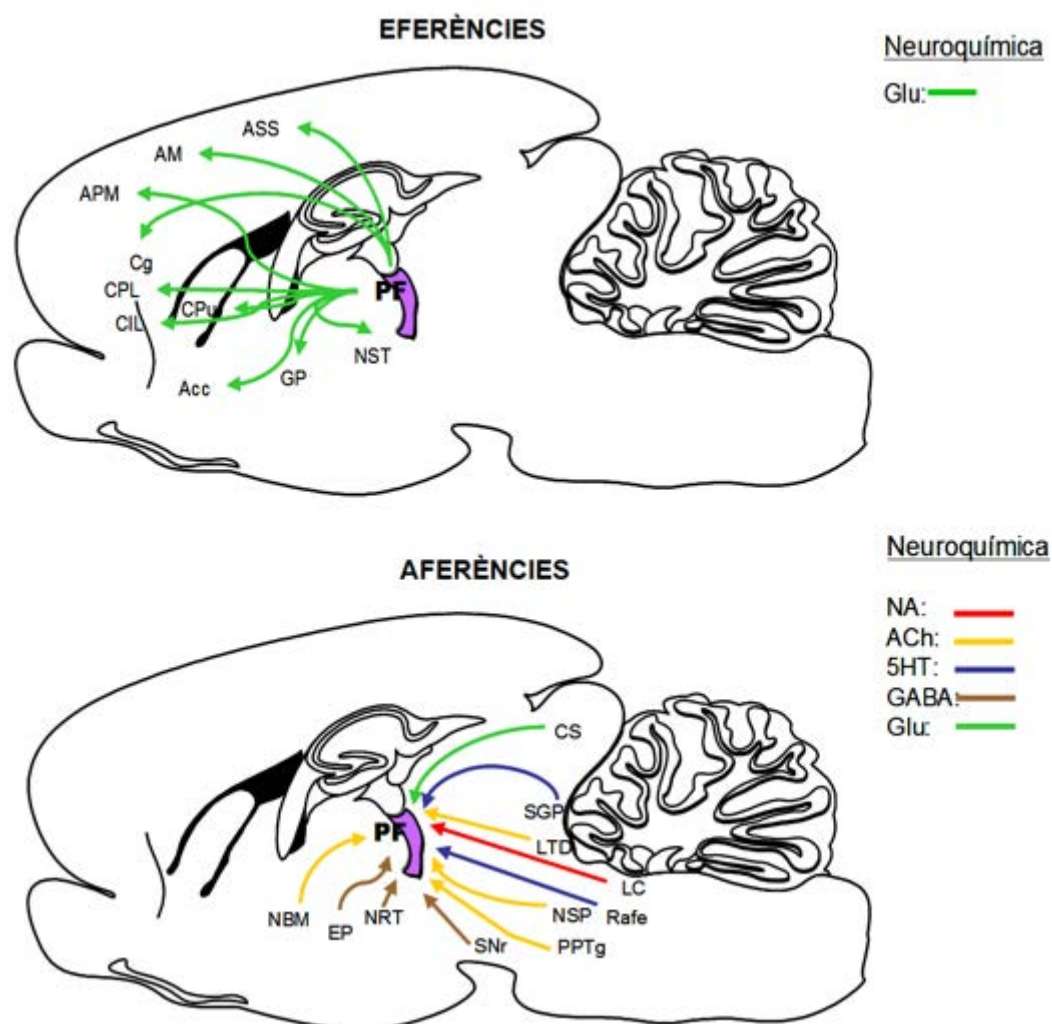 EFERÈNCIES
Neuroquímica
Glu:
ASS
AM
APM
Cg
CPL
CPu
CIL
PF
NST
GP
Acc
AFERÈNCIES
Neuroquímica
NA:
ACh:
5HT:
GABA:
Glu:
CS
SGP
LTD
PF
LC
NBM
EP
NRT
NSP
Rafe
SNr
PPTg